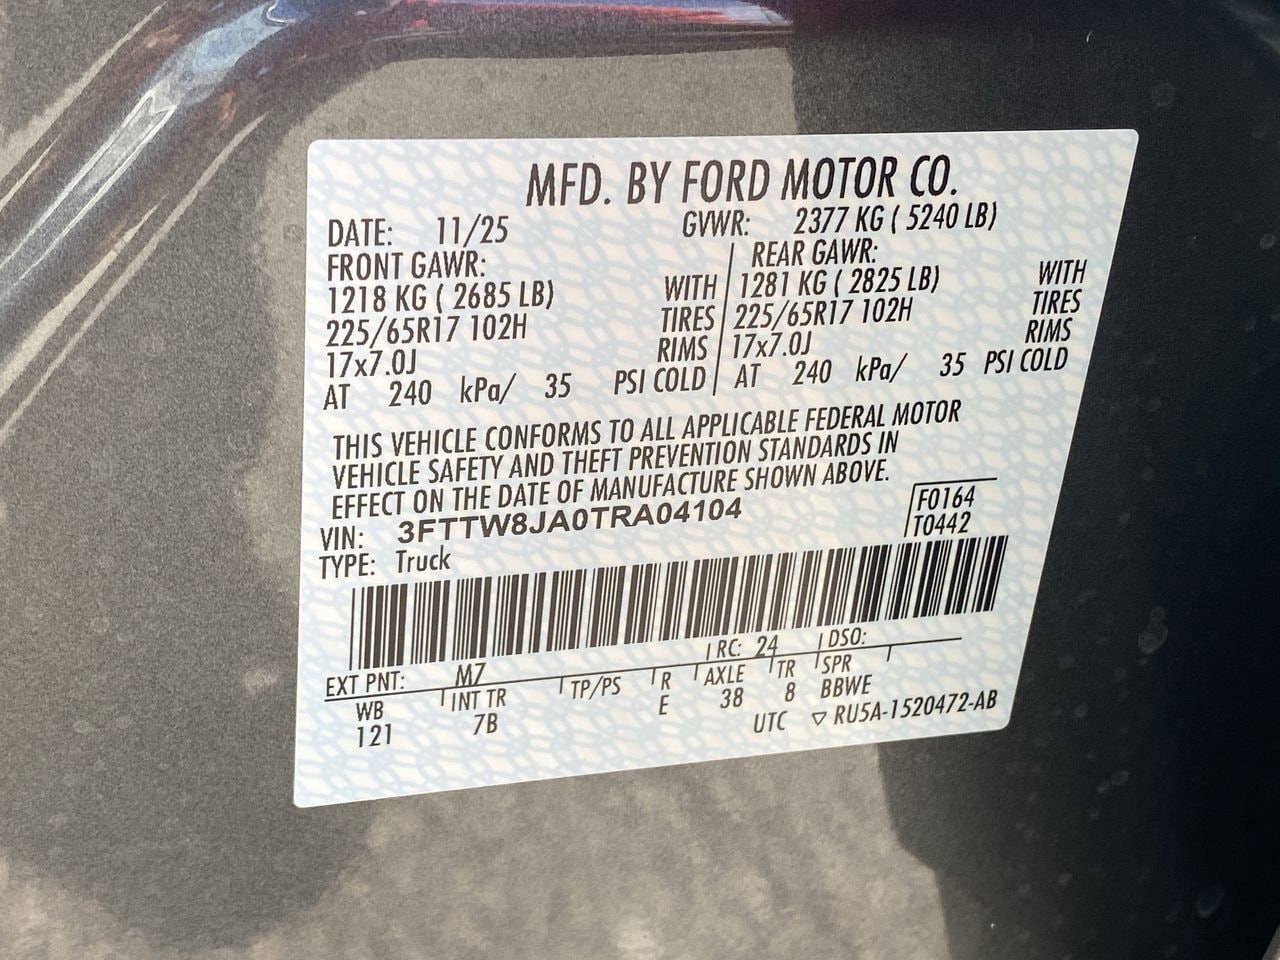 MFD. BY FORD MOTOR CO.
DATE: 11/25 GVWR: 2377 KG ( 5240 LB)
FRONT GAWR: REAR GAWR:
1218 KG ( 2685 LB) WITH 1281 KG ( 2825 LB) WITH
225/65R17 102H TIRES 225/65R17 102H TIRES
17x7.0J RIMS 17x7.0J RIMS
AT 240 kPa/ 35 PSI COLD AT 240 kPa/ 35 PSI COLD
THIS VEHICLE CONFORMS TO ALL APPLICABLE FEDERAL MOTOR
VEHICLE SAFETY AND THEFT PREVENTION STANDARDS IN
EFFECT ON THE DATE OF MANUFACTURE SHOWN ABOVE.
VIN: 3FTTW8JA0TRA04104 F0164
TYPE: Truck T0442
EXT PNT: M7 RC: 24 DSO:
WB INT TR TP/PS R AXLE TR SPR
121 7B E 38 8 BBWE
UTC ▽ RU5A-1520472-AB